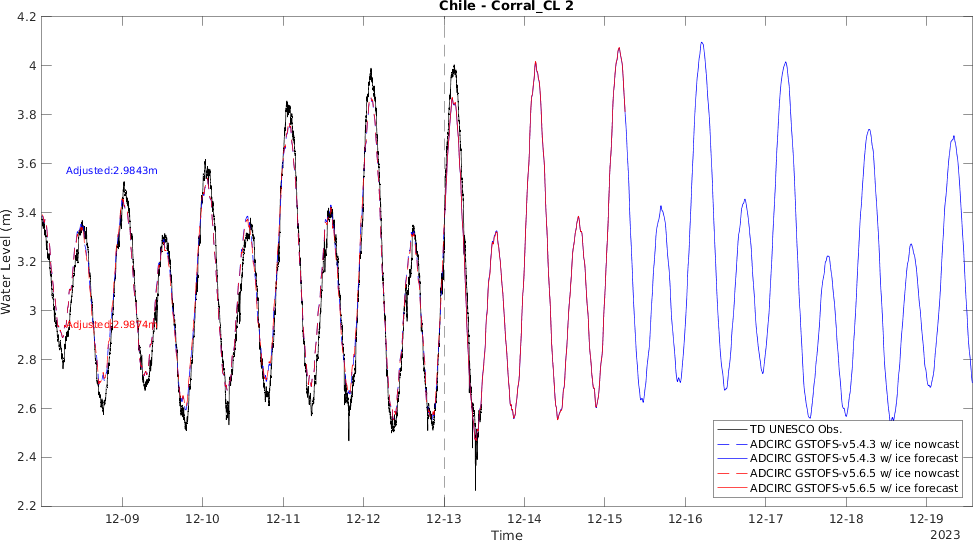 Chile - Corral_CL 2
4.2
4
3.8
3.6
3.4
3.2
3
2.8
2.6
2.4
2.2
Water Level (m)
Adjusted:2.9843m
Adjusted:2.9874m
TD UNESCO Obs.
ADCIRC GSTOFS-v5.4.3 w/ ice nowcast
ADCIRC GSTOFS-v5.4.3 w/ ice forecast
ADCIRC GSTOFS-v5.6.5 w/ ice nowcast
ADCIRC GSTOFS-v5.6.5 w/ ice forecast
12-09 12-10 12-11 12-12 12-13 12-14 12-15 12-16 12-17 12-18 12-19
Time
2023